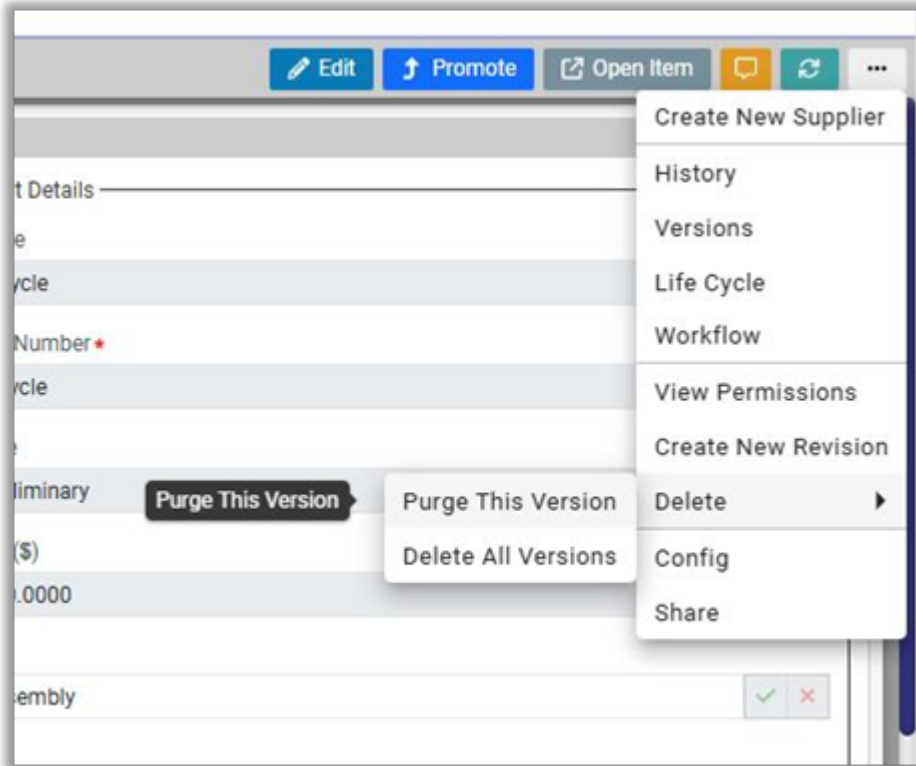 Edit Promote Open Item ...
Create New Supplier
t Details
History
e
Versions
ycle
Life Cycle
Number*
Workflow
ycle
View Permissions
e
Create New Revision
liminary
Purge This Version
Purge This Version
Delete
($)
Delete All Versions
Config
.0000
Share
sembly